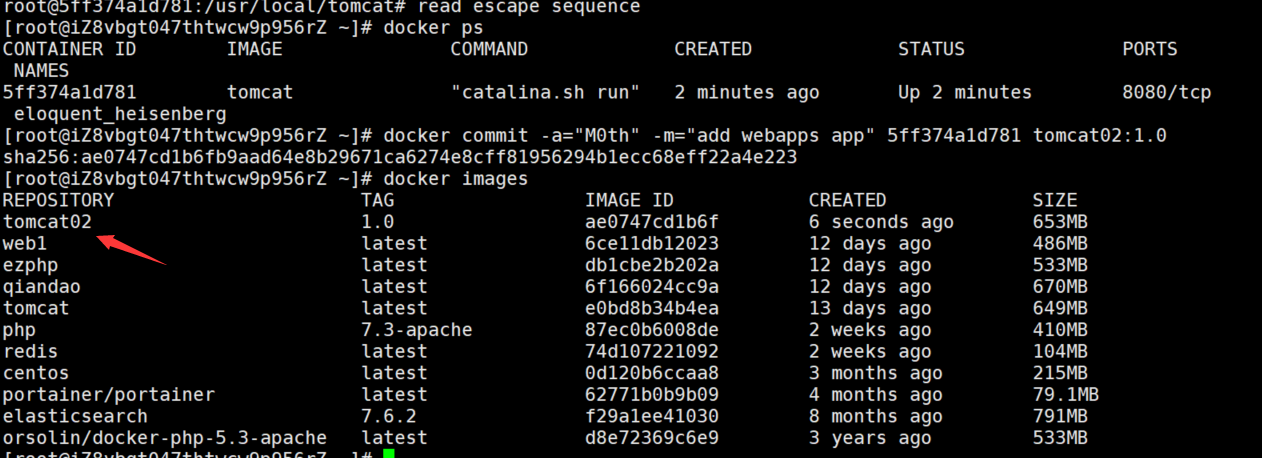 root@5ff374a1d781:/usr/local/tomcat# read escape sequence
[root@iZ8vbgt047thtwcw9p956rZ ~]# docker ps
CONTAINER ID        IMAGE               COMMAND             CREATED             STATUS              PORTS
 NAMES
5ff374a1d781        tomcat              "catalina.sh run"   2 minutes ago       Up 2 minutes        8080/tcp
 eloquent_heisenberg
[root@iZ8vbgt047thtwcw9p956rZ ~]# docker commit -a="M0th" -m="add webapps app" 5ff374a1d781 tomcat02:1.0
sha256:ae0747cd1b6fb9aad64e8b29671ca6274e8cff81956294b1ecc68eff22a4e223
[root@iZ8vbgt047thtwcw9p956rZ ~]# docker images
REPOSITORY                      TAG                 IMAGE ID            CREATED             SIZE
tomcat02                        1.0                 ae0747cd1b6f        6 seconds ago       653MB
web1                            latest              6ce11db12023        12 days ago         486MB
ezphp                           latest              db1cbe2b202a        12 days ago         533MB
qiandao                         latest              6f166024cc9a        12 days ago         670MB
tomcat                          latest              e0bd8b34b4ea        13 days ago         649MB
php                             7.3-apache          87ec0b6008de        2 weeks ago         410MB
redis                           latest              74d107221092        2 weeks ago         104MB
centos                          latest              0d120b6ccaa8        3 months ago        215MB
portainer/portainer             latest              62771b0b9b09        4 months ago        79.1MB
elasticsearch                   7.6.2               f29a1ee41030        8 months ago        791MB
orsolin/docker-php-5.3-apache   latest              d8e72369c6e9        3 years ago         533MB
[root@iZ8vbgt047thtwcw9p956rZ ~]#